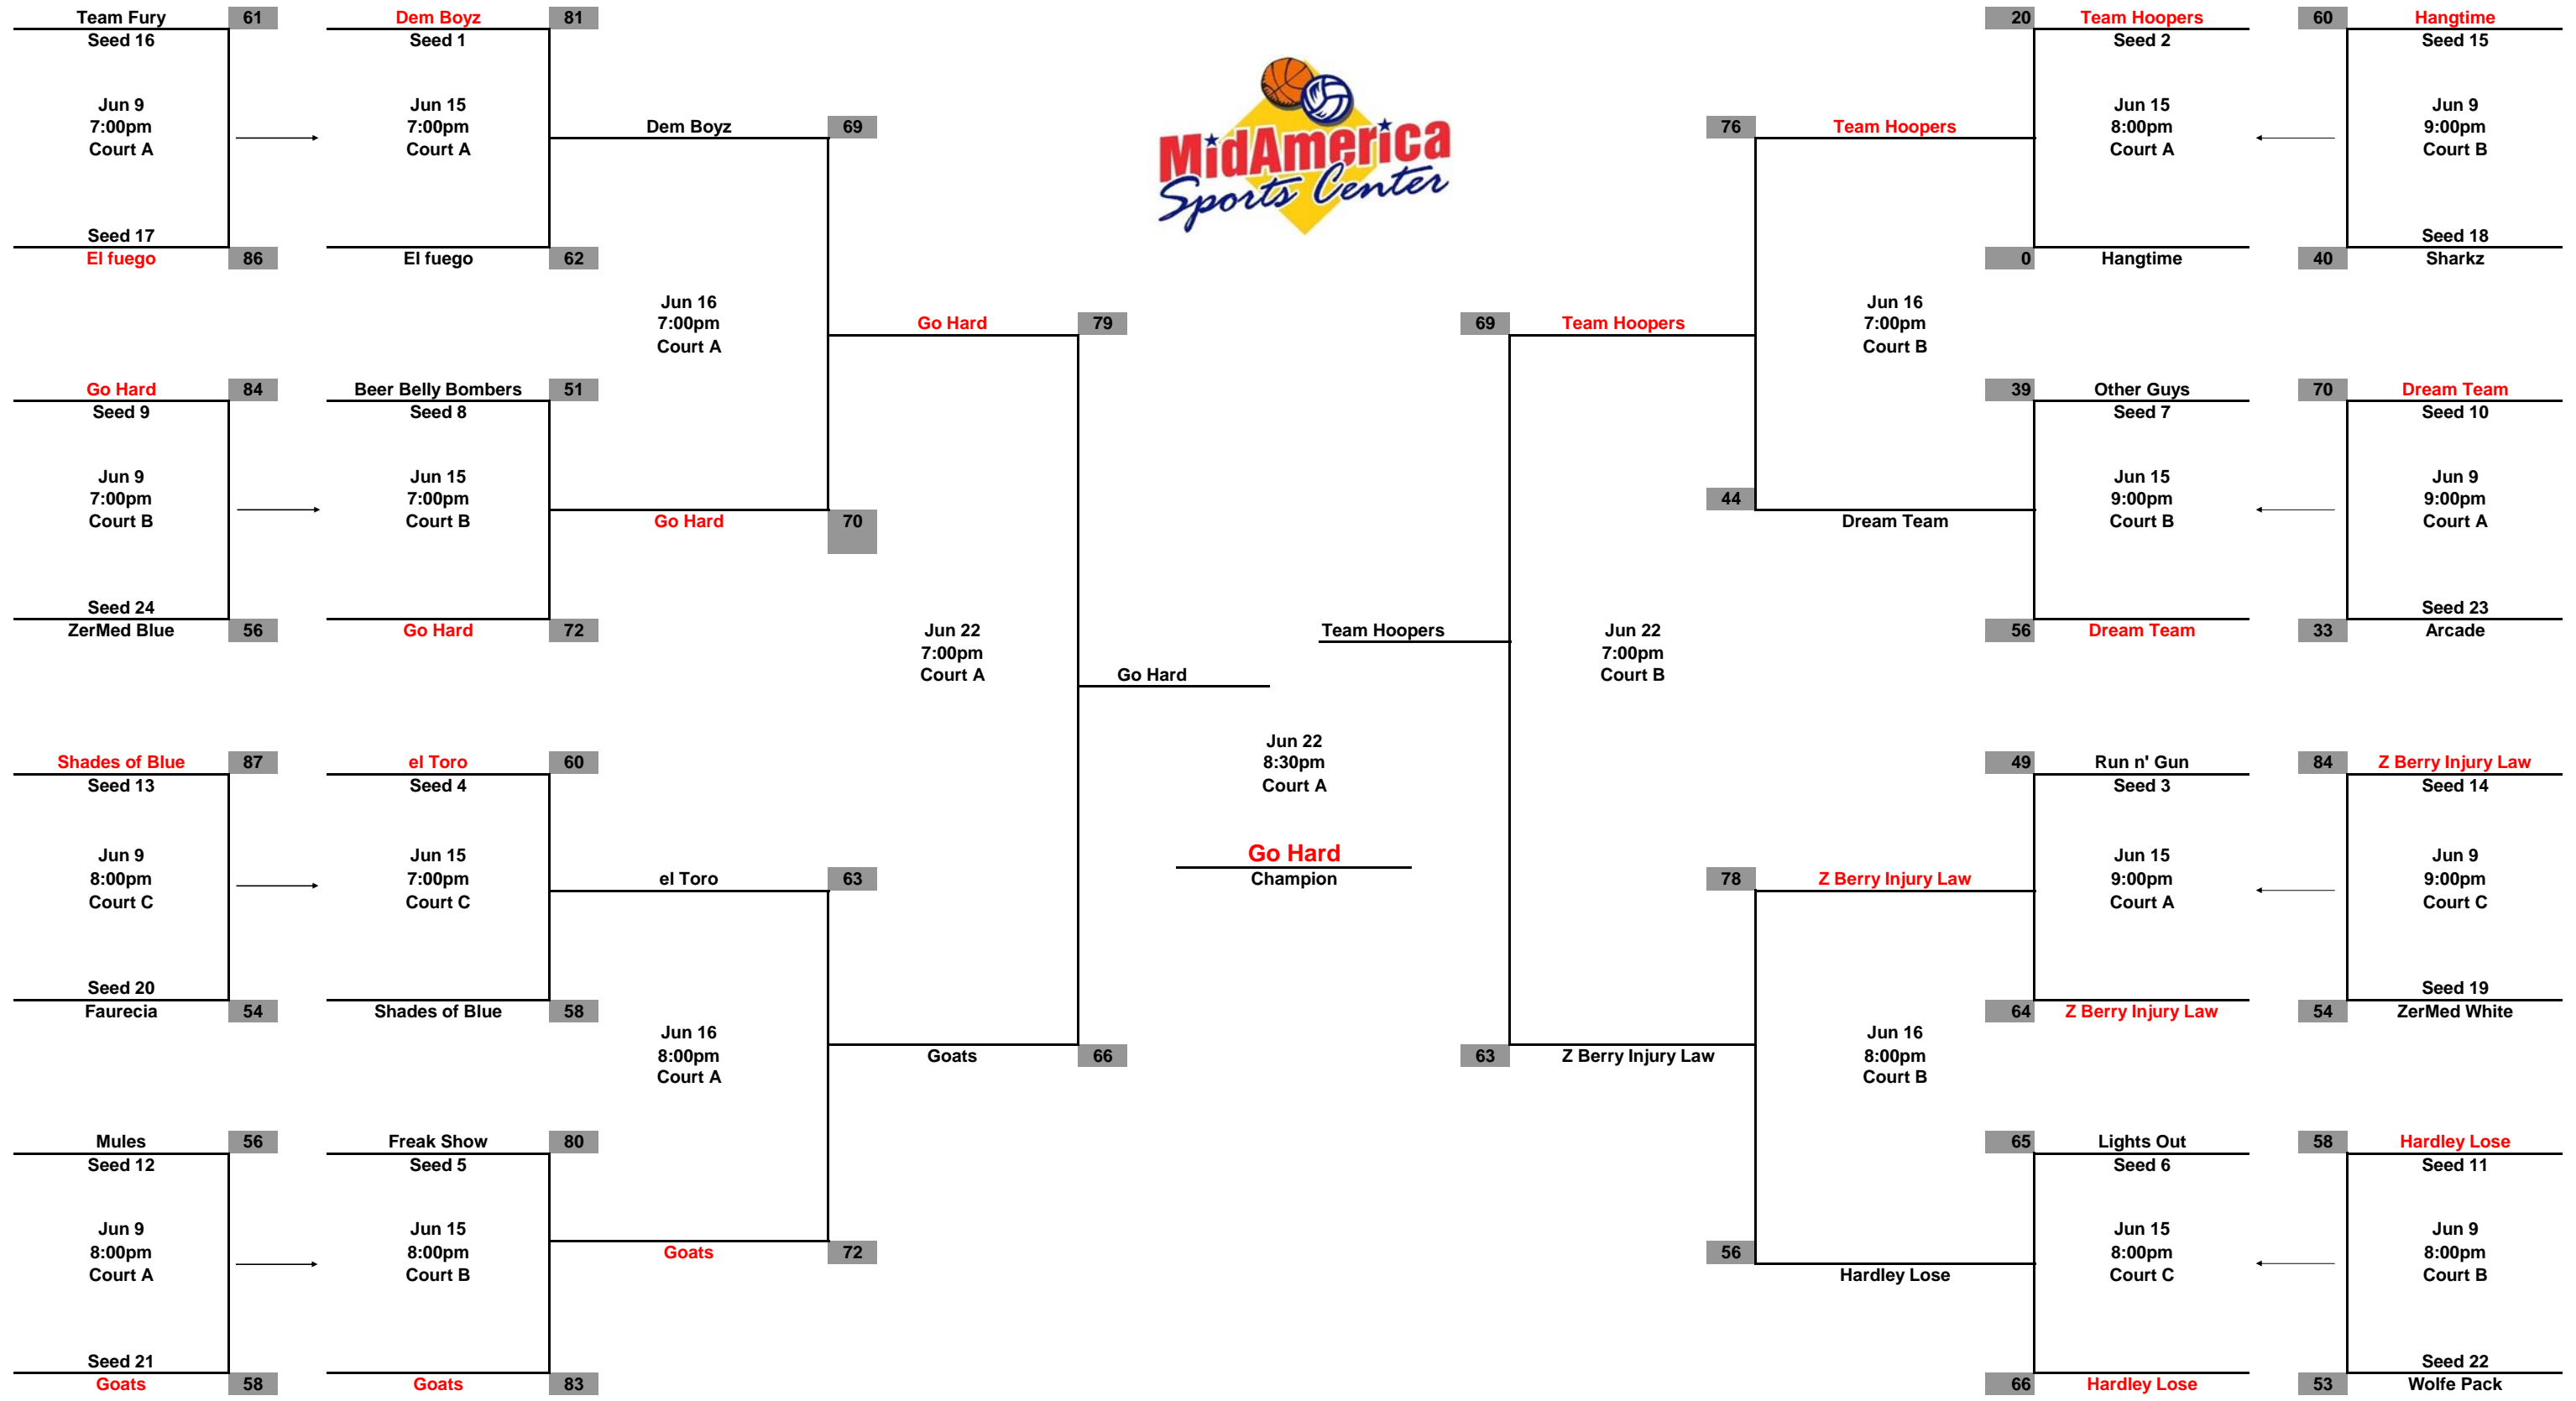 Team Fury 61 Dem Boyz 81 20 Team Hoopers 60 Hangtime
Seed 16 Seed 1 Seed 2 Seed 15
MidAmerica
Sports Center
Jun 9 Jun 15 Jun 15 Jun 9
7:00pm 7:00pm Dem Boyz 69 76 Team Hoopers 8:00pm 9:00pm
Court A Court A Court A Court B
Seed 17 Seed 18
El fuego 86 El fuego 62 0 Hangtime 40 Sharkz
Jun 16 Jun 16
7:00pm Go Hard 79 69 Team Hoopers 7:00pm
Court A Court B
Go Hard 84 Beer Belly Bombers 51 39 Other Guys 70 Dream Team
Seed 9 Seed 8 Seed 7 Seed 10
Jun 9 Jun 15 Jun 15 Jun 9
7:00pm 7:00pm 44 9:00pm 9:00pm
Court B Court B Go Hard 70 Dream Team Court B Court A
Seed 24 Seed 23
ZerMed Blue 56 Go Hard 72 Jun 22 Team Hoopers Jun 22 56 Dream Team 33 Arcade
7:00pm 7:00pm
Court A Go Hard Court B
Jun 22
Shades of Blue 87 el Toro 60 8:30pm 49 Run n' Gun 84 Z Berry Injury Law
Seed 13 Seed 4 Court A Seed 3 Seed 14
Jun 9 Jun 15 Go Hard Jun 15 Jun 9
8:00pm 7:00pm el Toro 63 Champion 78 Z Berry Injury Law 9:00pm 9:00pm
Court C Court C Court A Court C
Seed 20 Seed 19
Faurecia 54 Shades of Blue 58 64 Z Berry Injury Law 54 ZerMed White
Jun 16 Jun 16
8:00pm Goats 66 63 Z Berry Injury Law 8:00pm
Court A Court B
Mules 56 Freak Show 80 65 Lights Out 58 Hardley Lose
Seed 12 Seed 5 Seed 6 Seed 11
Jun 9 Jun 15 Jun 15 Jun 9
8:00pm 8:00pm Goats 72 56 8:00pm 8:00pm
Court A Court B Hardley Lose Court C Court B
Seed 21 Seed 22
Goats 58 Goats 83 66 Hardley Lose 53 Wolfe Pack